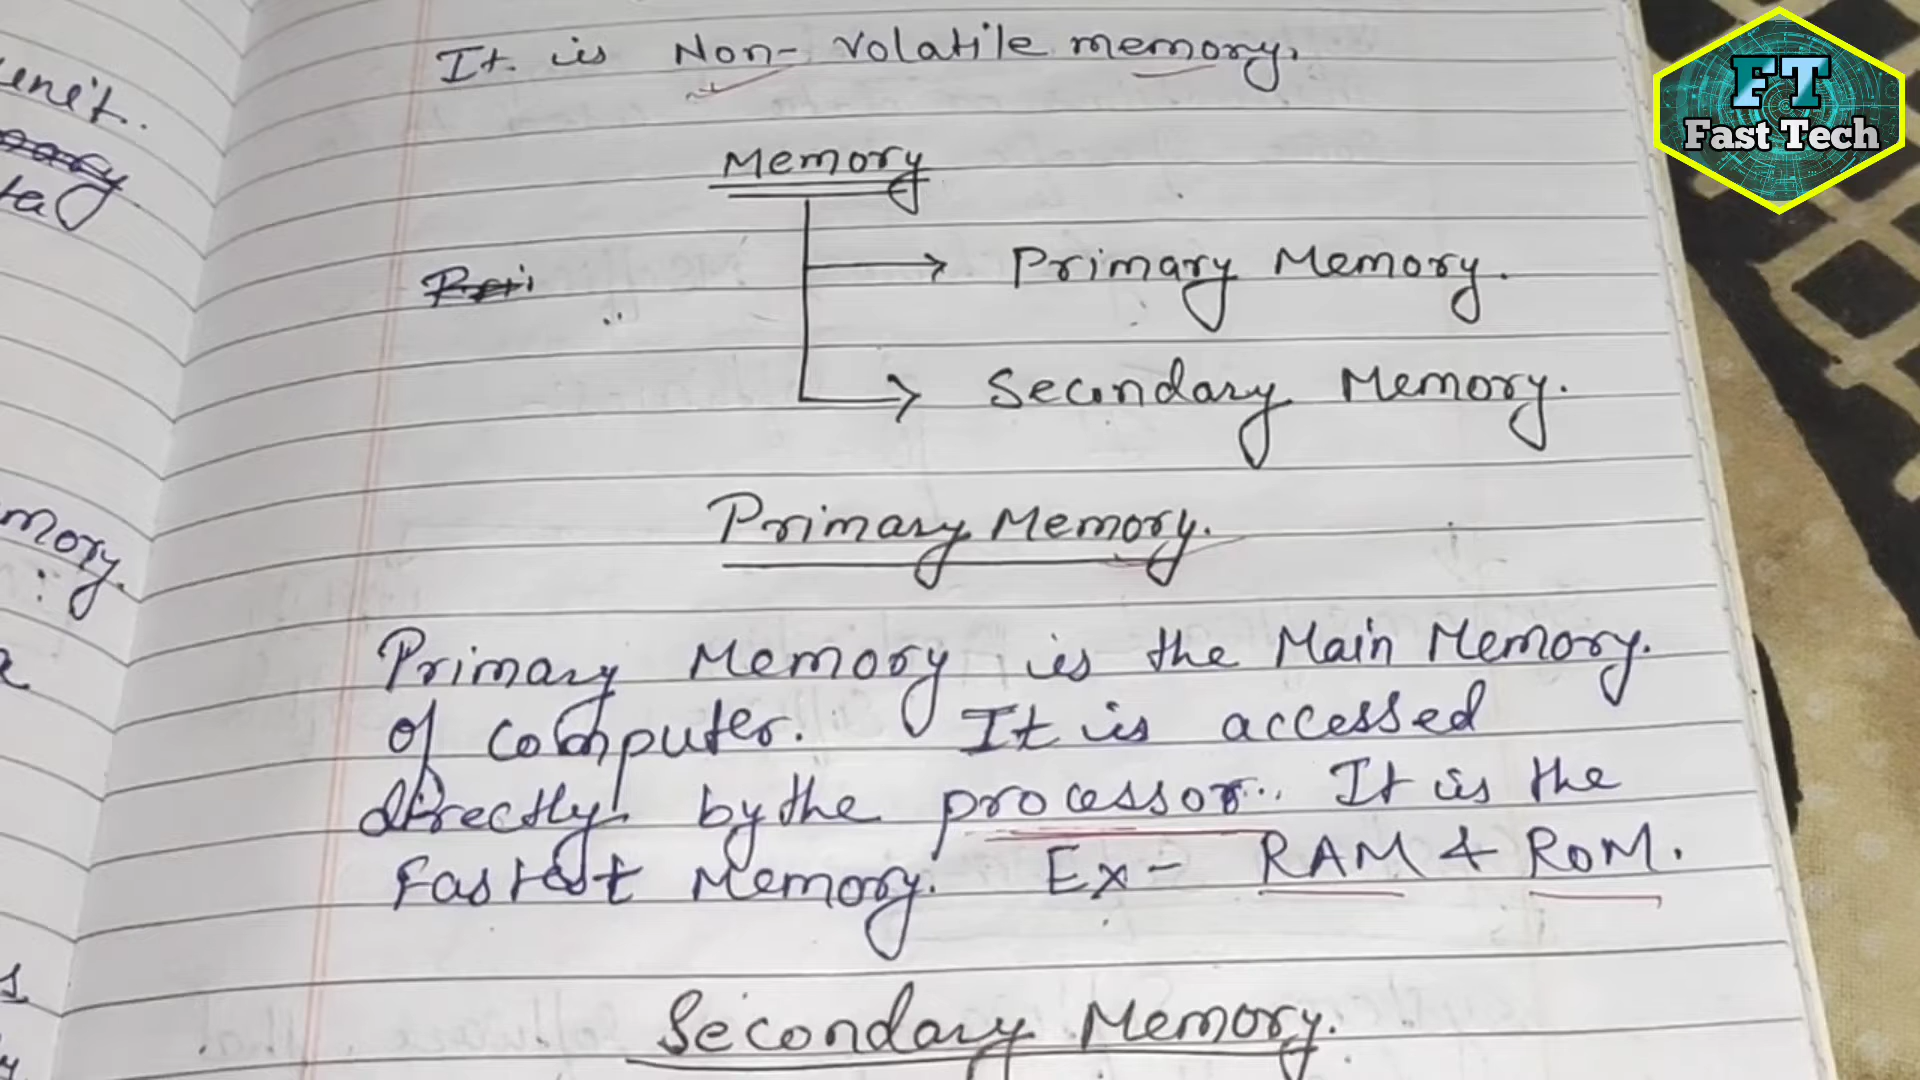 It is Non-Volatile memory.
Memory
Primary Memory.
Secondary Memory.
Primary Memory.
Primary Memory is the Main Memory.
of computer. It is accessed
directly by the processor. It is the
Fastest Memory. Ex- RAM & ROM.
Secondary Memory.
unit.
mory.
FT
Fast Tech